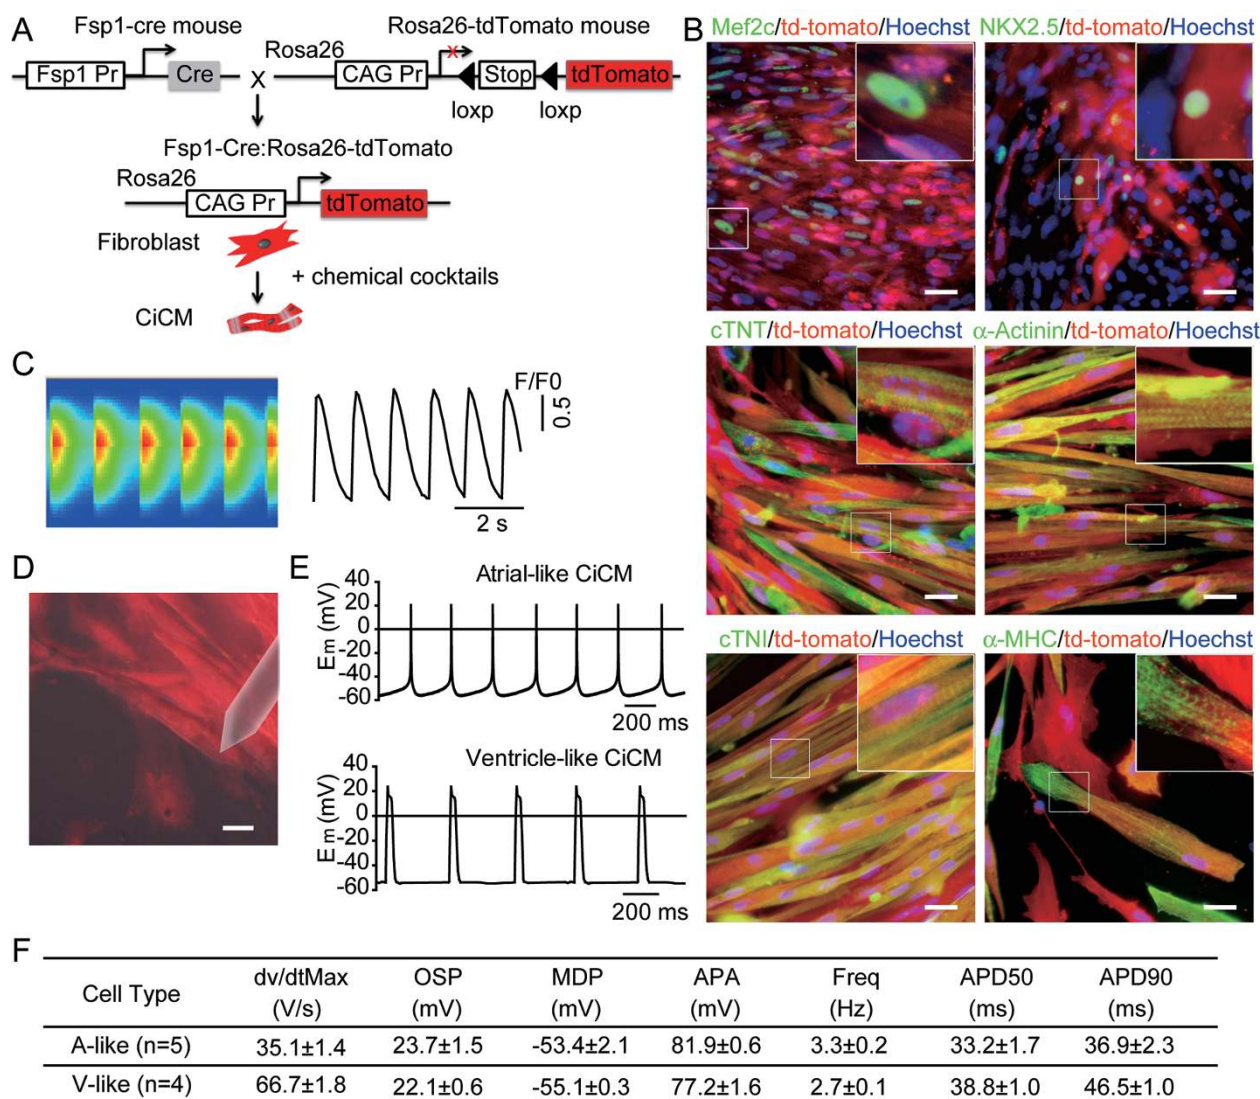 A
Fsp1-cre mouse
Rosa26-tdTomato mouse
Rosa26
Fsp1 Pr
Cre
X
CAG Pr
x
Stop
tdTomato
loxp
loxp
Fsp1-Cre:Rosa26-tdTomato
Rosa26
CAG Pr
tdTomato
Fibroblast
+ chemical cocktails
CiCM
B
Mef2c/td-tomato/Hoechst
NKX2.5/td-tomato/Hoechst
cTNT/td-tomato/Hoechst
α-Actinin/td-tomato/Hoechst
cTNI/td-tomato/Hoechst
α-MHC/td-tomato/Hoechst
C
F/F0
0.5
2 s
D
E
Atrial-like CiCM
Em (mV)
40
20
0
-20
-40
-60
200 ms
Ventricle-like CiCM
Em (mV)
40
20
0
-20
-40
-60
200 ms
F
Cell Type dv/dtMax (V/s) OSP (mV) MDP (mV) APA (mV) Freq (Hz) APD50 (ms) APD90 (ms)
A-like (n=5) 35.1±1.4 23.7±1.5 -53.4±2.1 81.9±0.6 3.3±0.2 33.2±1.7 36.9±2.3
V-like (n=4) 66.7±1.8 22.1±0.6 -55.1±0.3 77.2±1.6 2.7±0.1 38.8±1.0 46.5±1.0